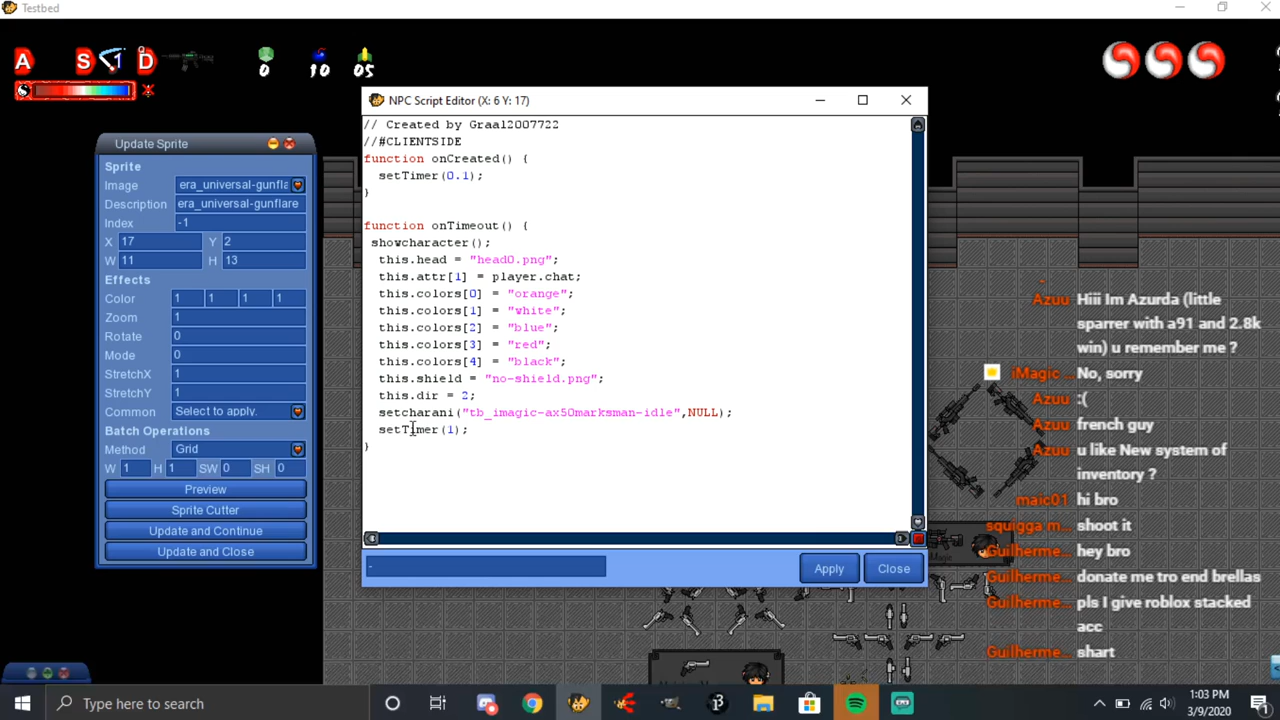 Testbed
A S 1 D
0 10 05
Update Sprite
Sprite
Image era_universal-gunfla
Description era_universal-gunflare
Index -1
X 17 Y 2
W 11 H 13
Effects
Color 1 1 1 1
Zoom 1
Rotate 0
Mode 0
StretchX 1
StretchY 1
Common Select to apply.
Batch Operations
Method Grid
W 1 H 1 SW 0 SH 0
Preview
Sprite Cutter
Update and Continue
Update and Close
NPC Script Editor (X: 6 Y: 17)
// Created by Graal2007722
//#CLIENTSIDE
function onCreated() {
setTimer(0.1);
}
function onTimeout() {
showcharacter();
this.head = "head0.png";
this.attr[1] = player.chat;
this.colors[0] = "orange";
this.colors[1] = "white";
this.colors[2] = "blue";
this.colors[3] = "red";
this.colors[4] = "black";
this.shield = "no-shield.png";
this.dir = 2;
setcharani("tb_imagic-ax50marksman-idle",NULL);
setTimer(1);
}
-
Apply Close
Azuu Hiii Im Azurda (little
sparrer with a91 and 2.8k
win) u remember me ?
iMagic ... No, sorry
Azuu :(
Azuu french guy
Azuu u like New system of
inventory ?
maic01 hi bro
squigga m... shoot it
Guilherme... hey bro
Guilherme... donate me tro end brellas
Guilherme... pls I give roblox stacked
acc
Guilherme... shart
Type here to search
1:03 PM
3/9/2020